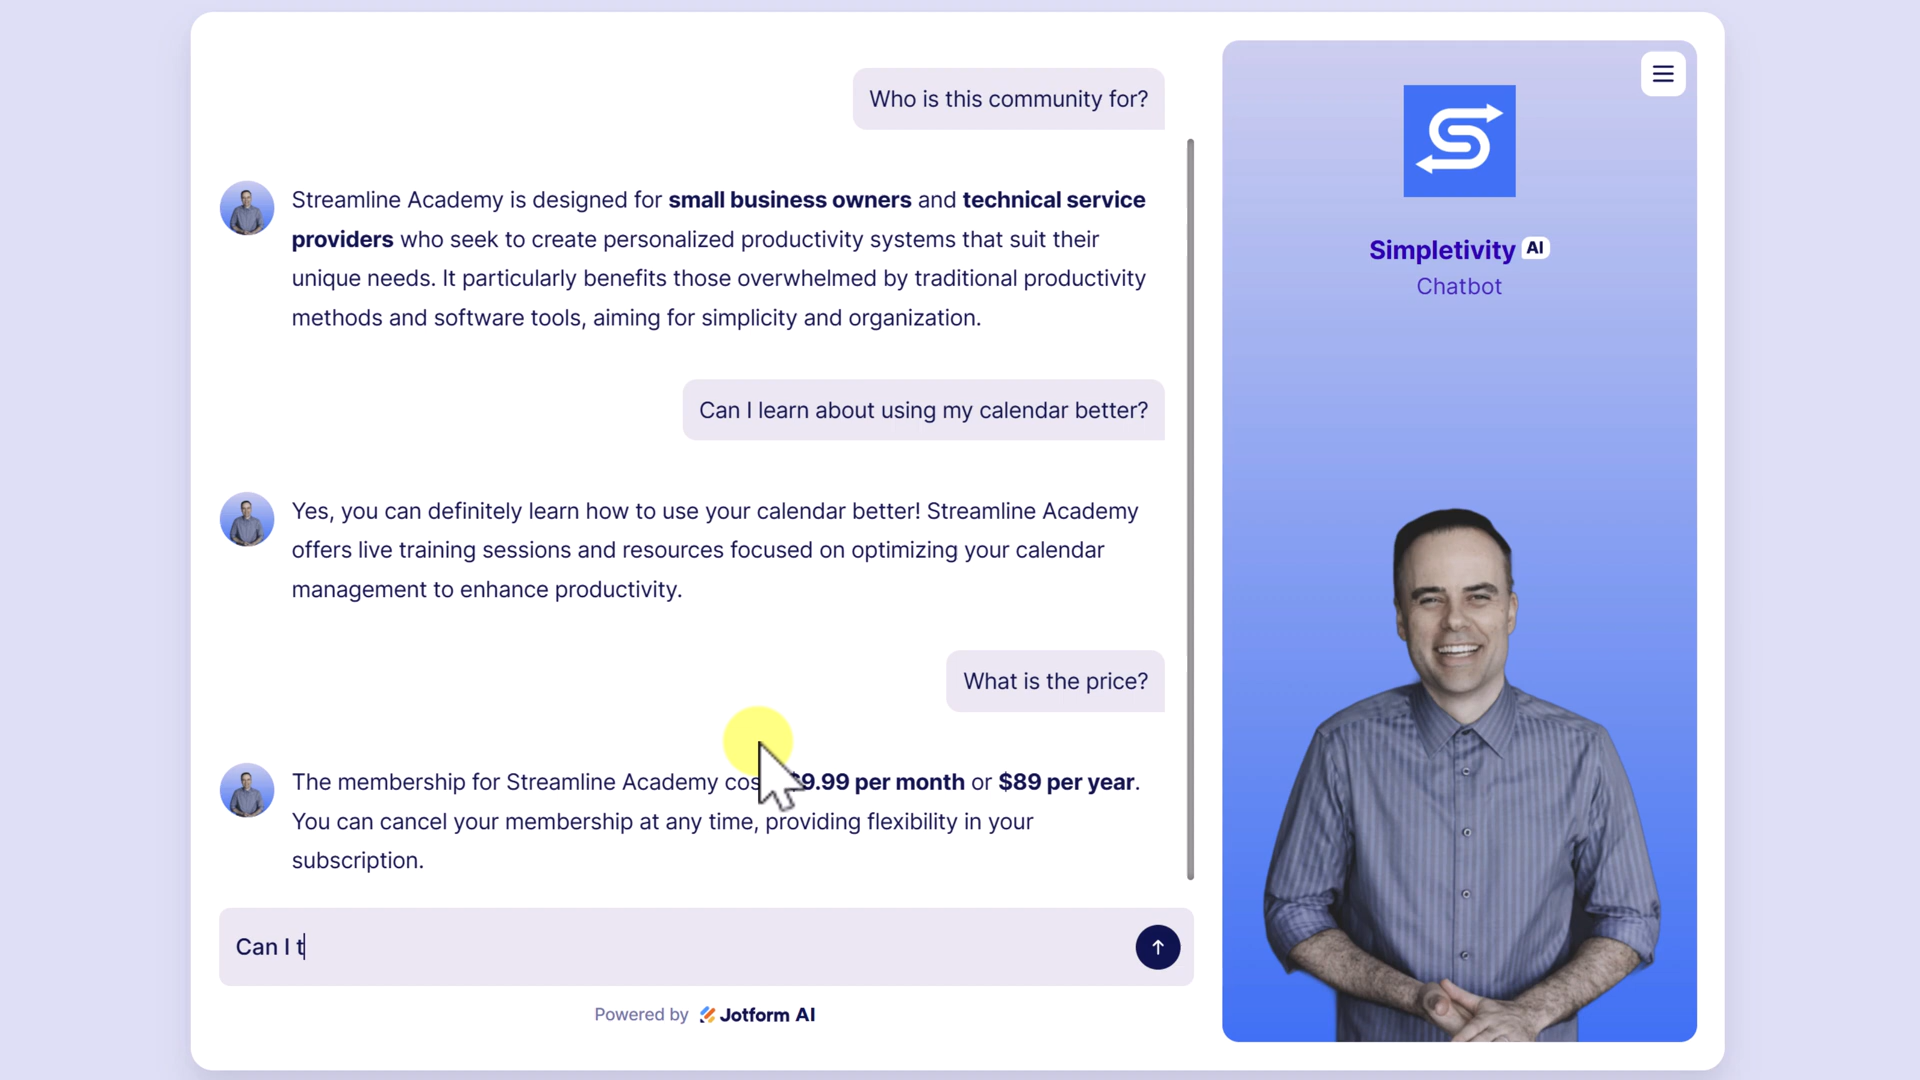 Who is this community for?
Streamline Academy is designed for small business owners and technical service
providers who seek to create personalized productivity systems that suit their
unique needs. It particularly benefits those overwhelmed by traditional productivity
methods and software tools, aiming for simplicity and organization.
Can I learn about using my calendar better?
Yes, you can definitely learn how to use your calendar better! Streamline Academy
offers live training sessions and resources focused on optimizing your calendar
management to enhance productivity.
What is the price?
The membership for Streamline Academy 9.99 per month or $89 per year.
You can cancel your membership at any time, providing flexibility in your
subscription.
Can I t
Powered by Jotform AI
Simpletivity AI
Chatbot